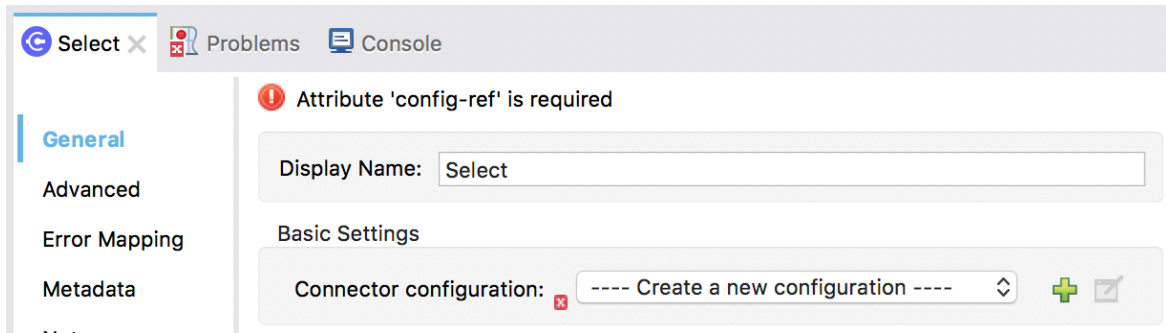 Select Problems Console
Attribute 'config-ref' is required
General
Advanced
Error Mapping
Metadata
Display Name: Select
Basic Settings
Connector configuration: ---- Create a new configuration ----